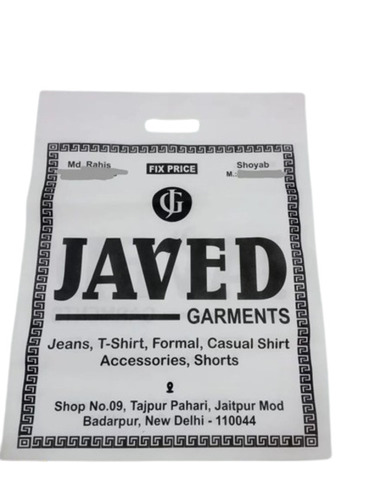 Md. Rahis
FIX PRICE
Shoyab
M.:
JG
JAVED
GARMENTS
Jeans, T-Shirt, Formal, Casual Shirt
Accessories, Shorts
Shop No.09, Tajpur Pahari, Jaitpur Mod
Badarpur, New Delhi - 110044